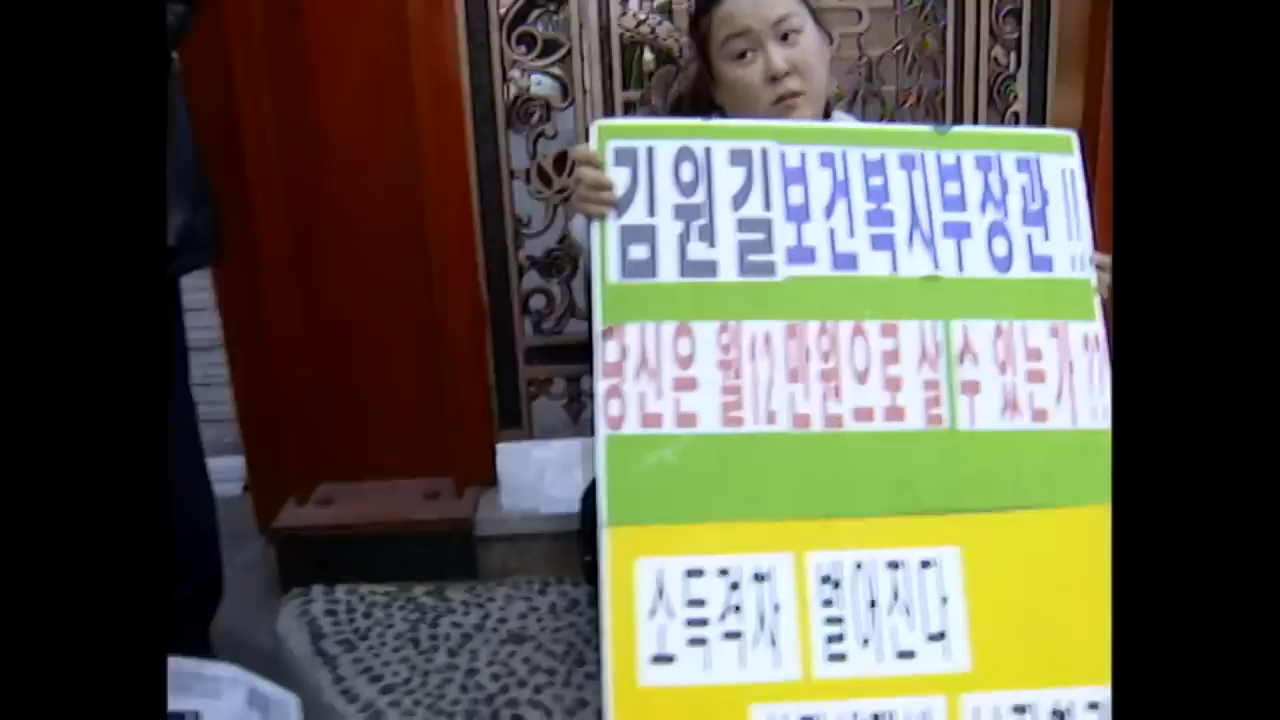 김원길보건복지부장관 !!
당신은 월12만원으로 살 수 있는가 ??
소득격차 벌어진다